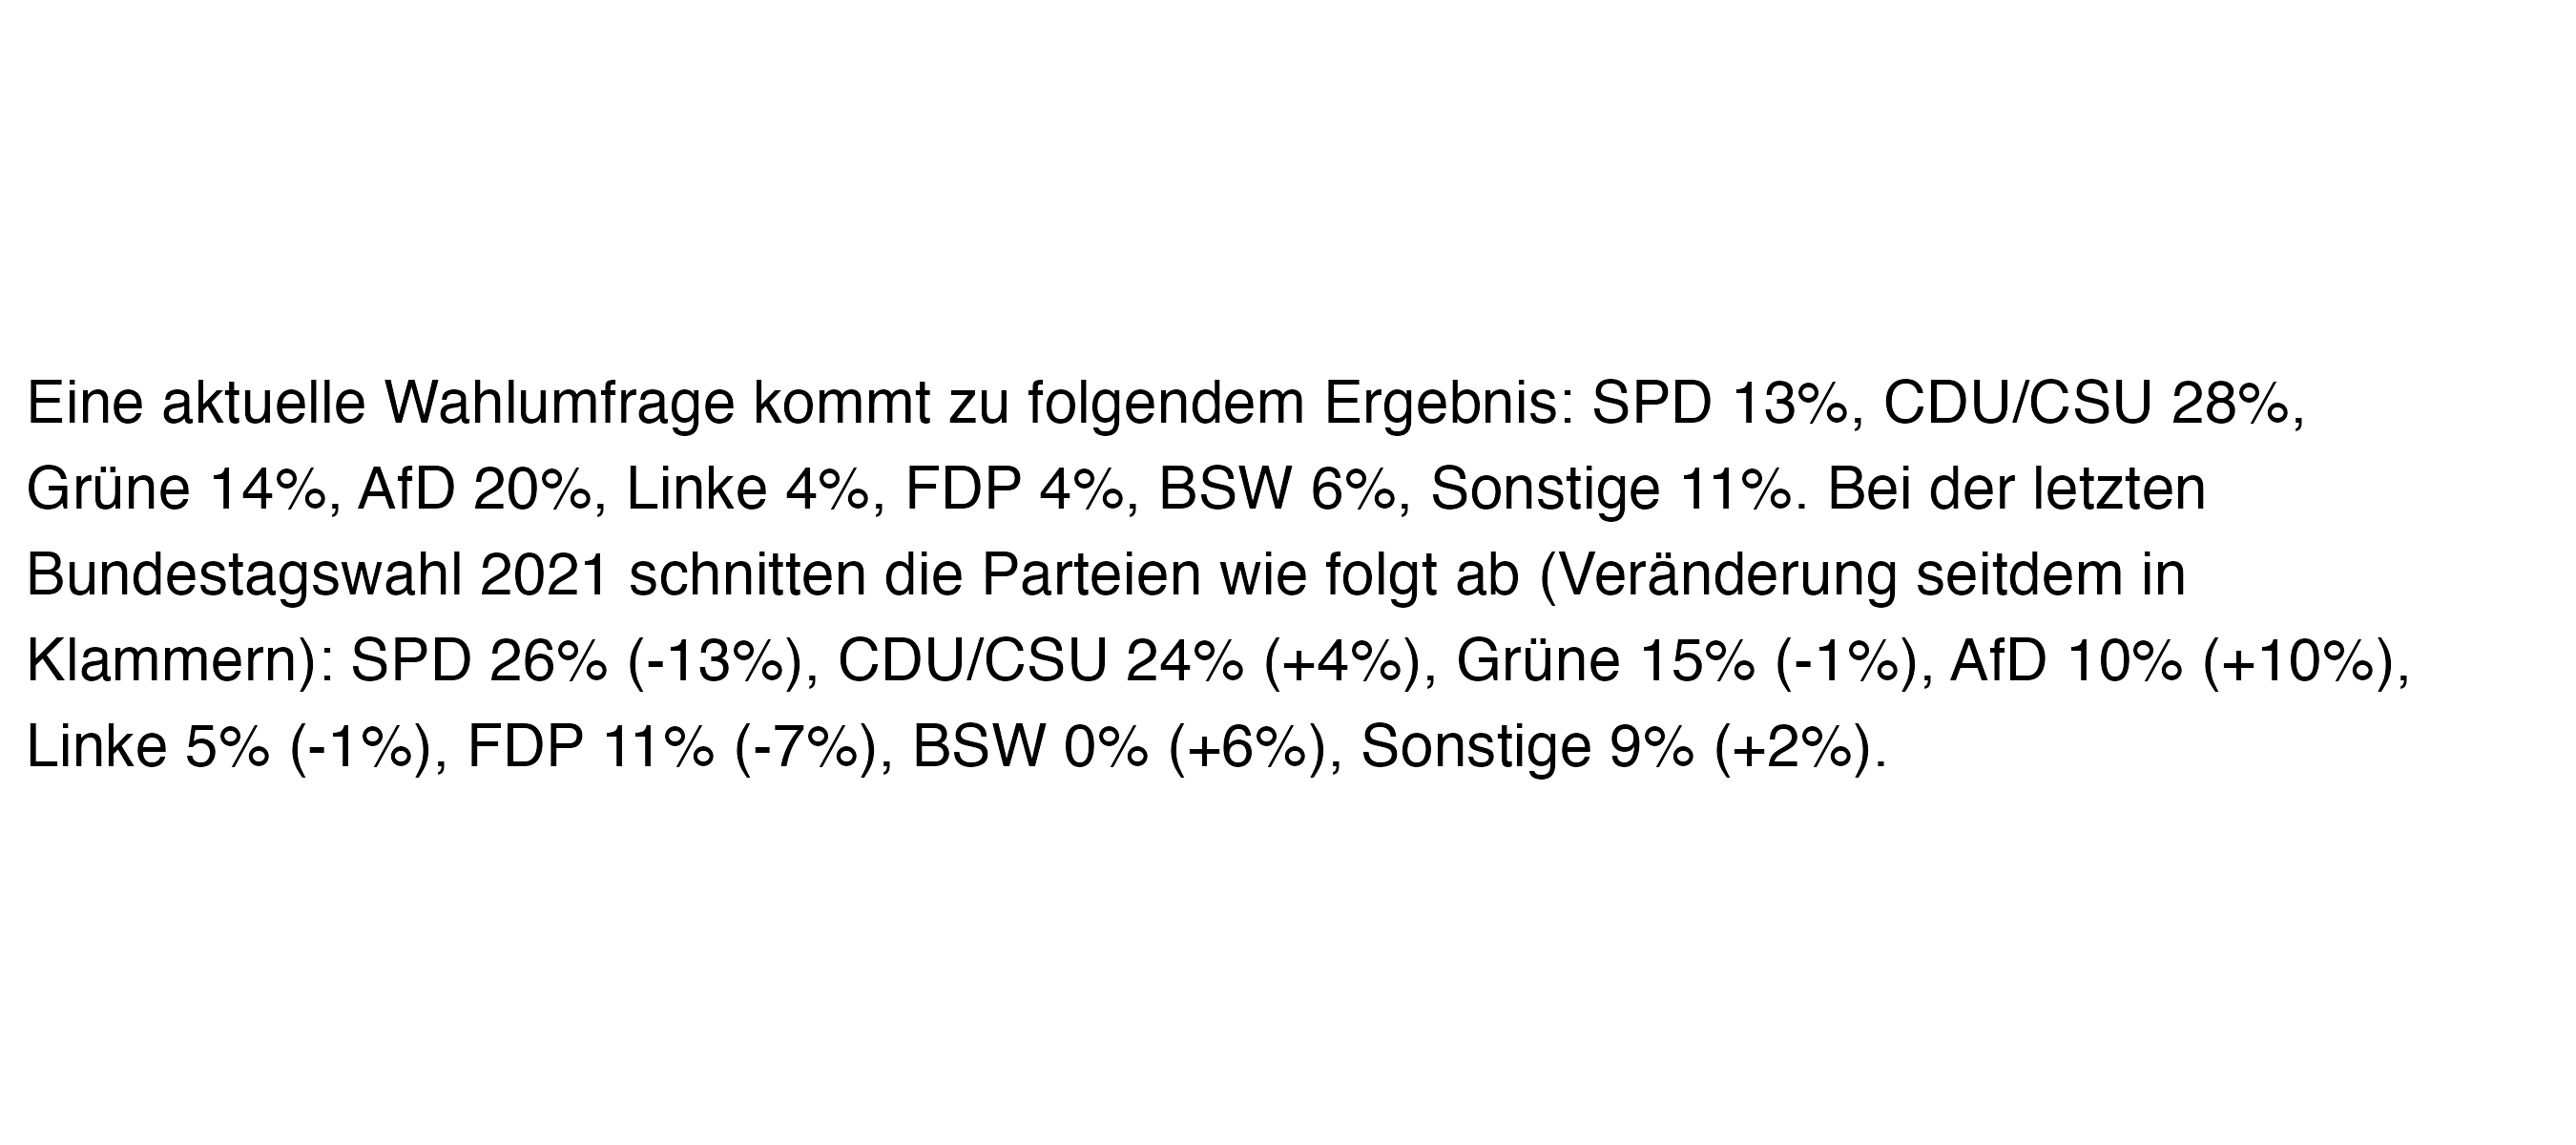 Eine aktuelle Wahlumfrage kommt zu folgendem Ergebnis: SPD 13%, CDU/CSU 28%,
Grüne 14%, AfD 20%, Linke 4%, FDP 4%, BSW 6%, Sonstige 11%. Bei der letzten
Bundestagswahl 2021 schnitten die Parteien wie folgt ab (Veränderung seitdem in
Klammern): SPD 26% (-13%), CDU/CSU 24% (+4%), Grüne 15% (-1%), AfD 10% (+10%),
Linke 5% (-1%), FDP 11% (-7%), BSW 0% (+6%), Sonstige 9% (+2%).